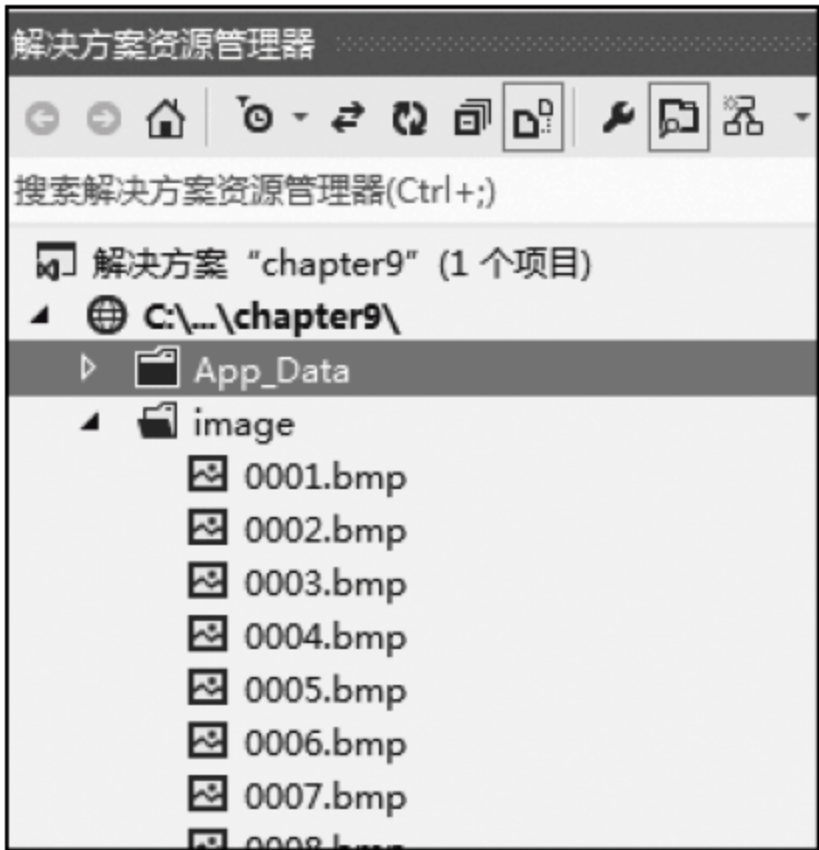 解决方案资源管理器
搜索解决方案资源管理器(Ctrl+;)
解决方案 “chapter9” (1 个项目)
C:\...\chapter9\
App_Data
image
0001.bmp
0002.bmp
0003.bmp
0004.bmp
0005.bmp
0006.bmp
0007.bmp